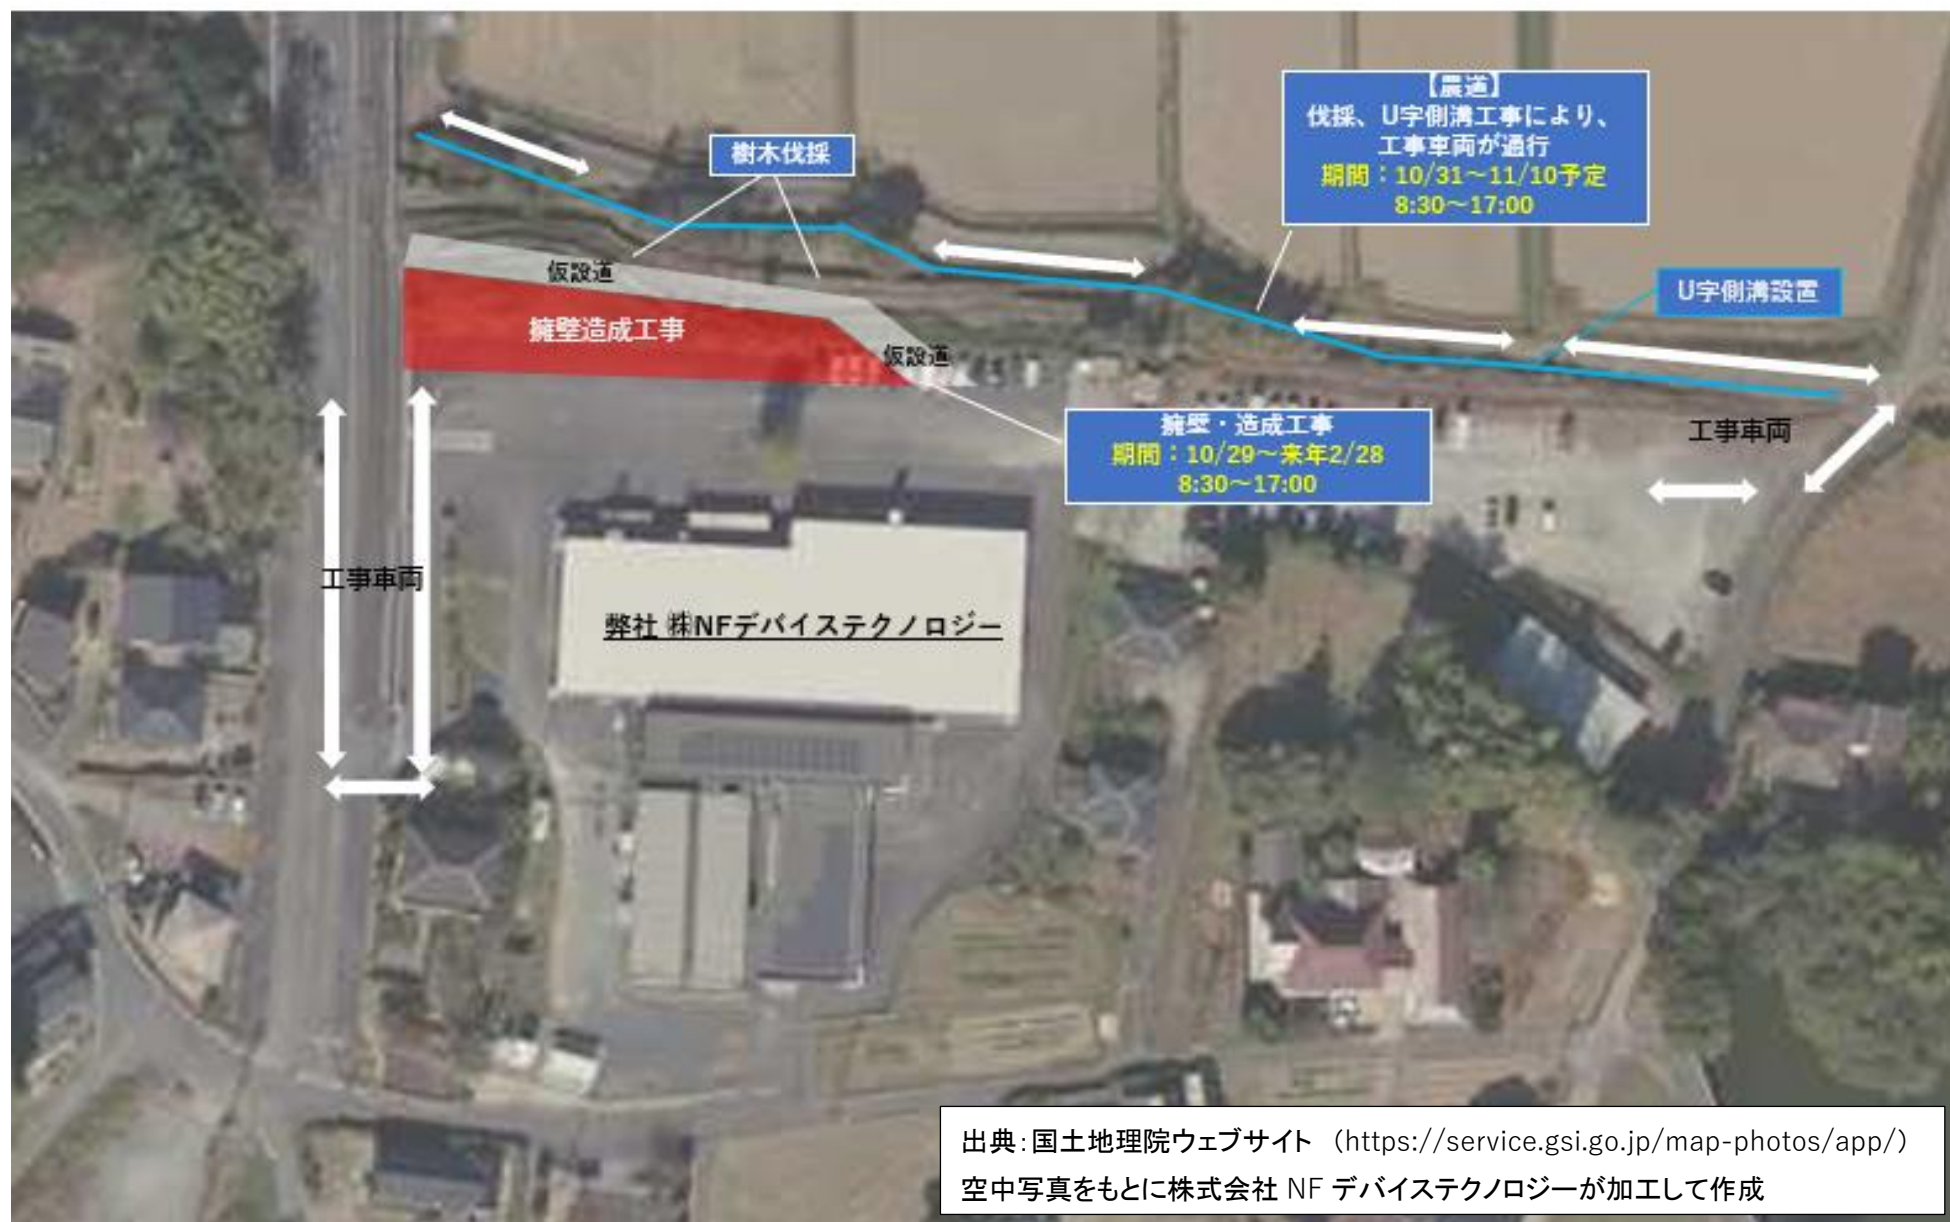 【農道】
伐採、U字側溝工事により、
工事車両が通行
期間：10/31～11/10予定
8:30～17:00
樹木伐採
仮設道
U字側溝設置
擁壁造成工事
仮設道
擁壁・造成工事
期間：10/29～来年2/28
8:30～17:00
工事車両
工事車両
弊社 ㈱NFデバイステクノロジー
出典：国土地理院ウェブサイト （https://service.gsi.go.jp/map-photos/app/）
空中写真をもとに株式会社 NF デバイステクノロジーが加工して作成